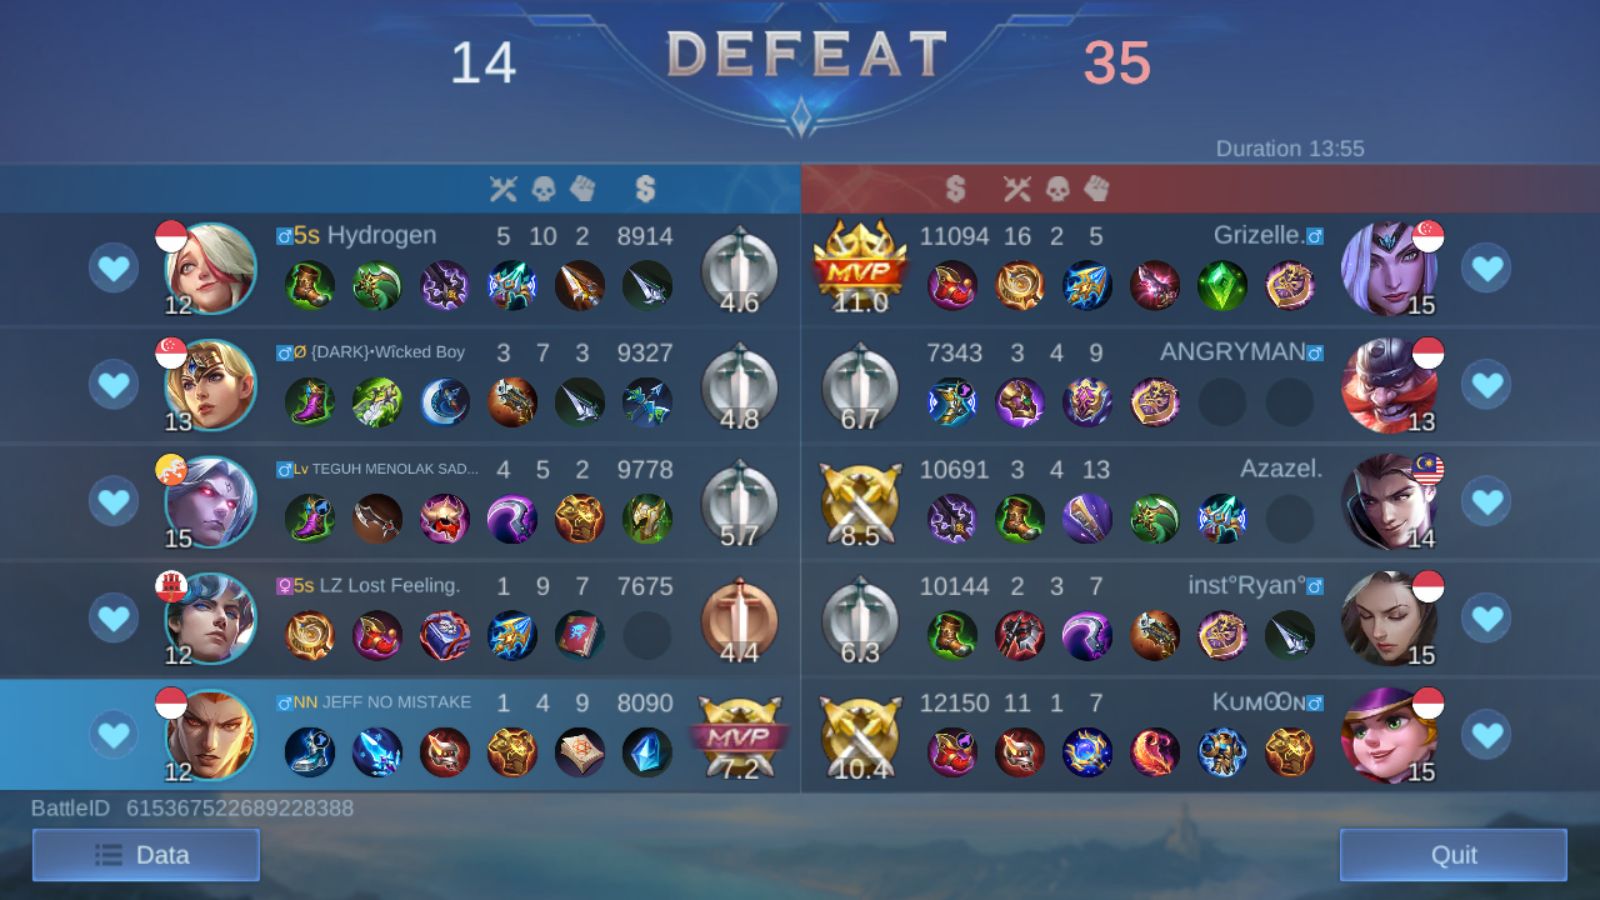 14 DEFEAT 35
Duration 13:55
5s Hydrogen 5 10 2 8914
12 4.6
MVP 11.0 11094 16 2 5 Grizelle.
15
Ø {DARK}•Wîcked Boy 3 7 3 9327
13 4.8
6.7 7343 3 4 9 ANGRYMAN
13
Lv TEGUH MENOLAK SAD... 4 5 2 9778
15 5.7
8.5 10691 3 4 13 Azazel.
14
5s LZ Lost Feeling. 1 9 7 7675
12 4.4
6.3 10144 2 3 7 inst°Ryan°
15
NN JEFF NO MISTAKE 1 4 9 8090
12 MVP 7.2
10.4 12150 11 1 7 KᴜᴍꝎɴ
15
BattleID 615367522689228388
Data Quit